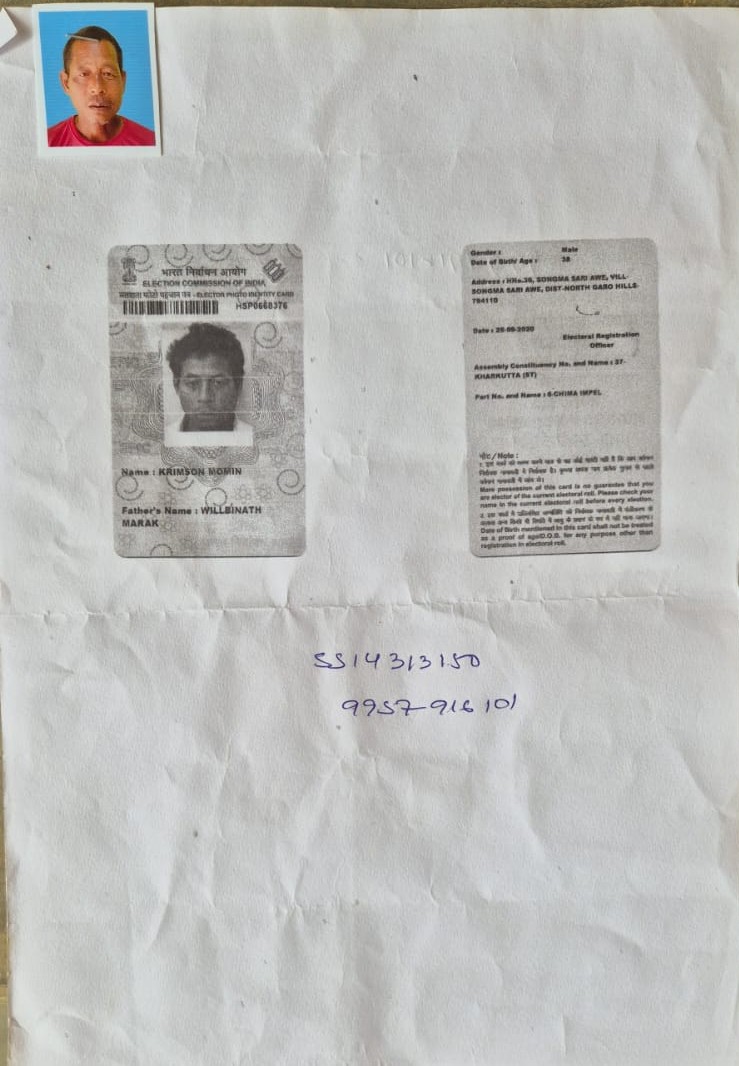 भारत निर्वाचन आयोग
ELECTION COMMISSION OF INDIA
ELECTOR PHOTO IDENTITY CARD
HSP0668376
Name : KRIMSON MOMIN
Father's Name : WILLBINATH
MARAK
Gender : Male
Date of Birth/ Age : 38
Address : HNo.36, SONGMA SARI AWE, VILL-
SONGMA SARI AWE, DIST-NORTH GARO HILLS-
794110
Date : 25-09-2020
Electoral Registration
Officer
Assembly Constituency No. and Name : 37-
KHARKUTTA (ST)
Part No. and Name : 6-CHIMA IMPEL
नोट / Note :
Mere possession of this card is no guarantee that you
are elector of the current electoral roll. Please check your
name in the current electoral roll before every election.
Date of Birth mentioned in this card shall not be treated
as a proof of age/D.O.B. for any purpose other than
registration in electoral roll.
5514313150
9957916101